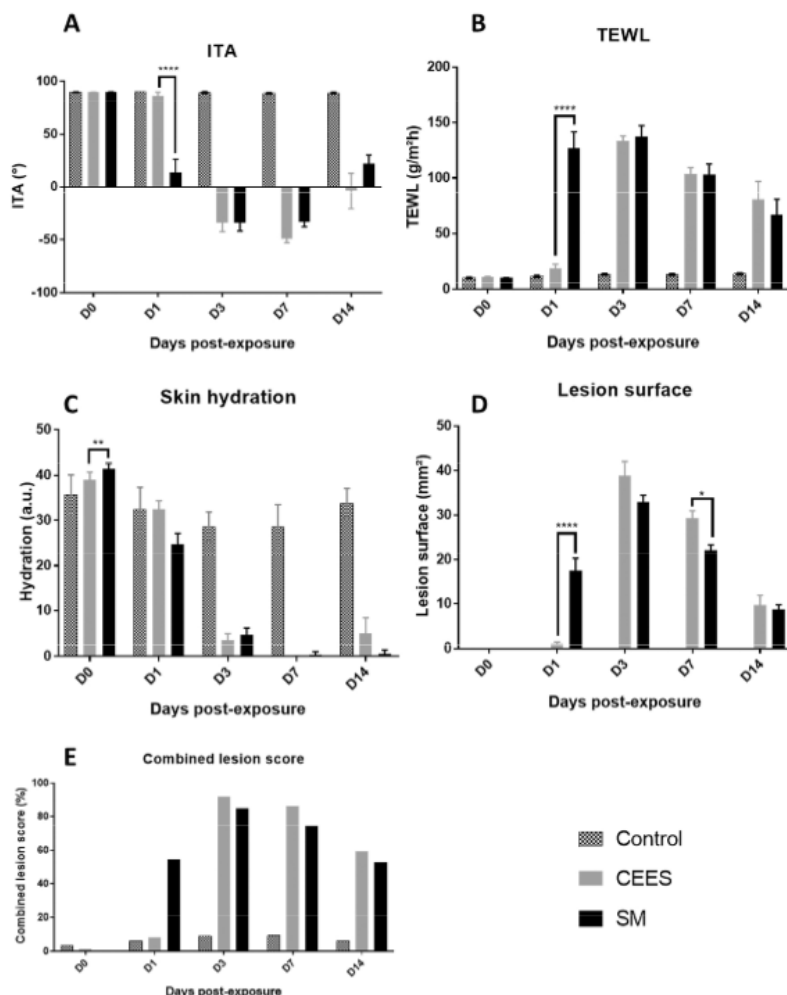 A
ITA
****
ITA (°)
100
50
0
-50
-100
D0
D1
D3
D7
D14
Days post-exposure
B
TEWL
****
TEWL (g/m²h)
200
150
100
50
0
D0
D1
D3
D7
D14
Days post-exposure
C
Skin hydration
**
Hydration (a.u.)
50
40
30
20
10
0
D0
D1
D3
D7
D14
Days post-exposure
D
Lesion surface
****
*
Lesion surface (mm²)
50
40
30
20
10
0
D0
D1
D3
D7
D14
Days post-exposure
E
Combined lesion score
Combined lesion score (%)
100
80
60
40
20
0
D0
D1
D3
D7
D14
Days post-exposure
Control
CEES
SM